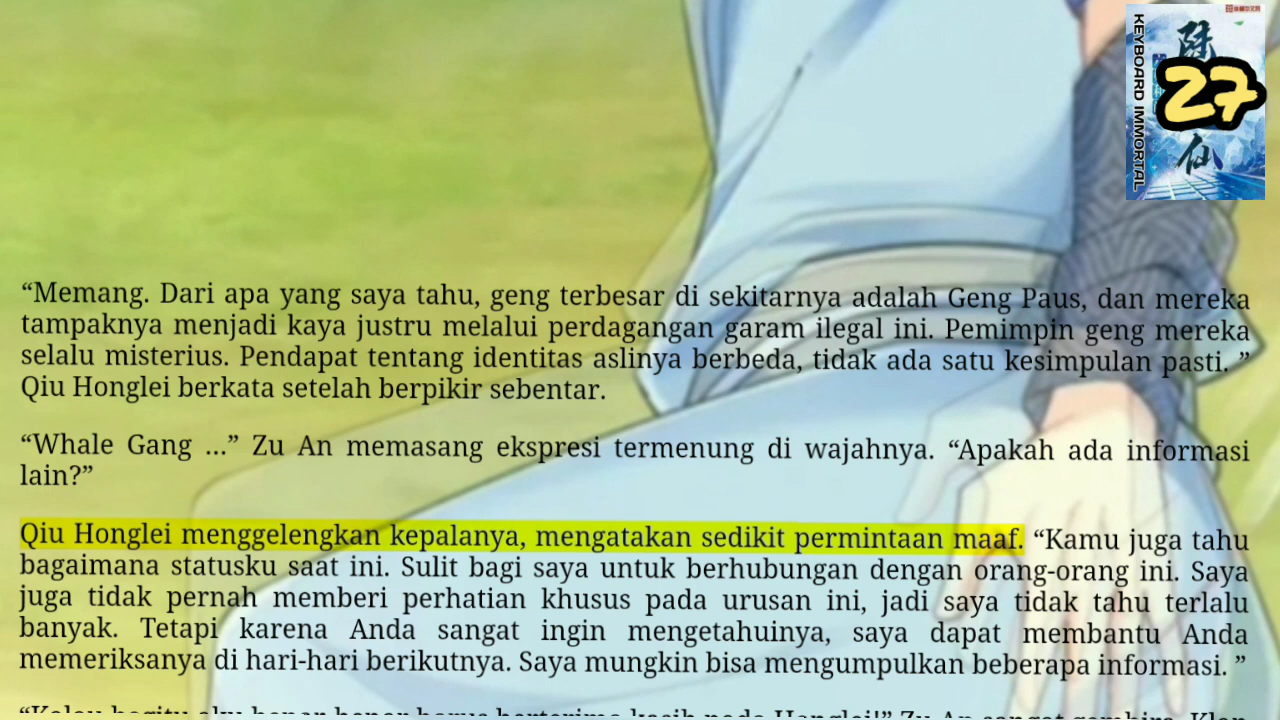 KEYBOARD IMMORTAL
仙
27
“Memang. Dari apa yang saya tahu, geng terbesar di sekitarnya adalah Geng Paus, dan mereka
tampaknya menjadi kaya justru melalui perdagangan garam ilegal ini. Pemimpin geng mereka
selalu misterius. Pendapat tentang identitas aslinya berbeda, tidak ada satu kesimpulan pasti. ”
Qiu Honglei berkata setelah berpikir sebentar.
“Whale Gang ...” Zu An memasang ekspresi termenung di wajahnya. “Apakah ada informasi
lain?”
Qiu Honglei menggelengkan kepalanya, mengatakan sedikit permintaan maaf. “Kamu juga tahu
bagaimana statusku saat ini. Sulit bagi saya untuk berhubungan dengan orang-orang ini. Saya
juga tidak pernah memberi perhatian khusus pada urusan ini, jadi saya tidak tahu terlalu
banyak. Tetapi karena Anda sangat ingin mengetahuinya, saya dapat membantu Anda
memeriksanya di hari-hari berikutnya. Saya mungkin bisa mengumpulkan beberapa informasi. ”